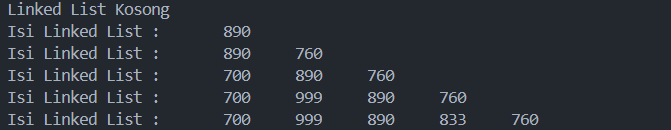 Linked List Kosong
Isi Linked List :      890
Isi Linked List :      890     760
Isi Linked List :      700     890     760
Isi Linked List :      700     999     890     760
Isi Linked List :      700     999     890     833     760